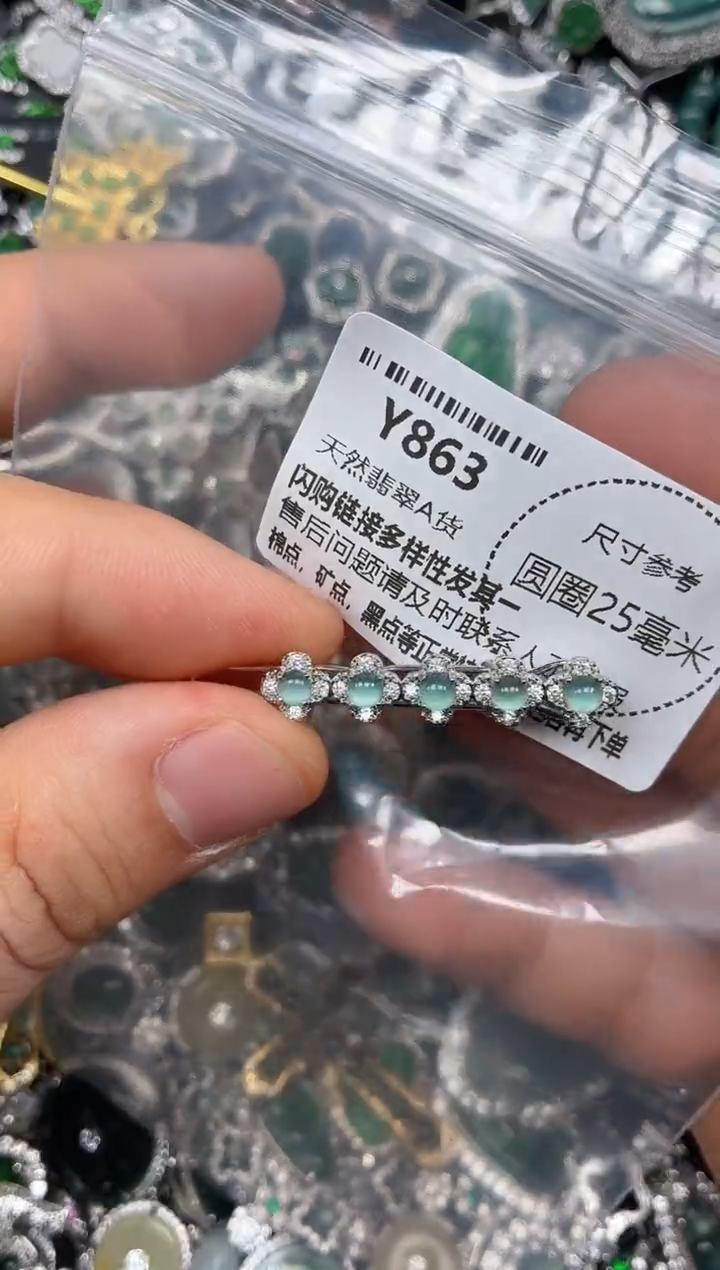 Y863
天然翡翠A货
闪购链接多样性发其一
售后问题请及时联系人工
棉点，矿点，黑点等正常
下单
尺寸参考
圆圈25毫米